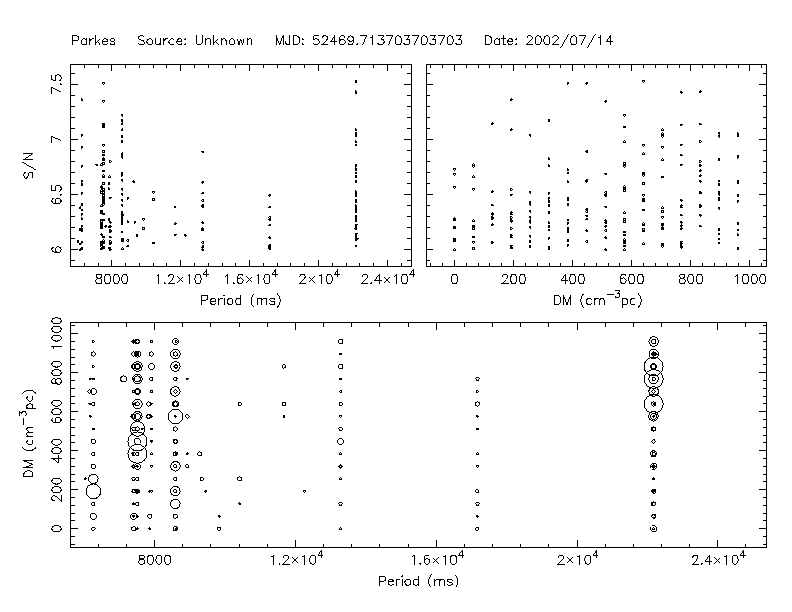 Parkes Source: Unknown MJD: 52469.713703703703 Date: 2002/07/14
7.5
7
6.5
6
S/N
8000 1.2×10⁴ 1.6×10⁴ 2×10⁴ 2.4×10⁴
Period (ms)
0 200 400 600 800 1000
DM (cm⁻³pc)
1000
800
600
400
200
0
DM (cm⁻³pc)
8000 1.2×10⁴ 1.6×10⁴ 2×10⁴ 2.4×10⁴
Period (ms)